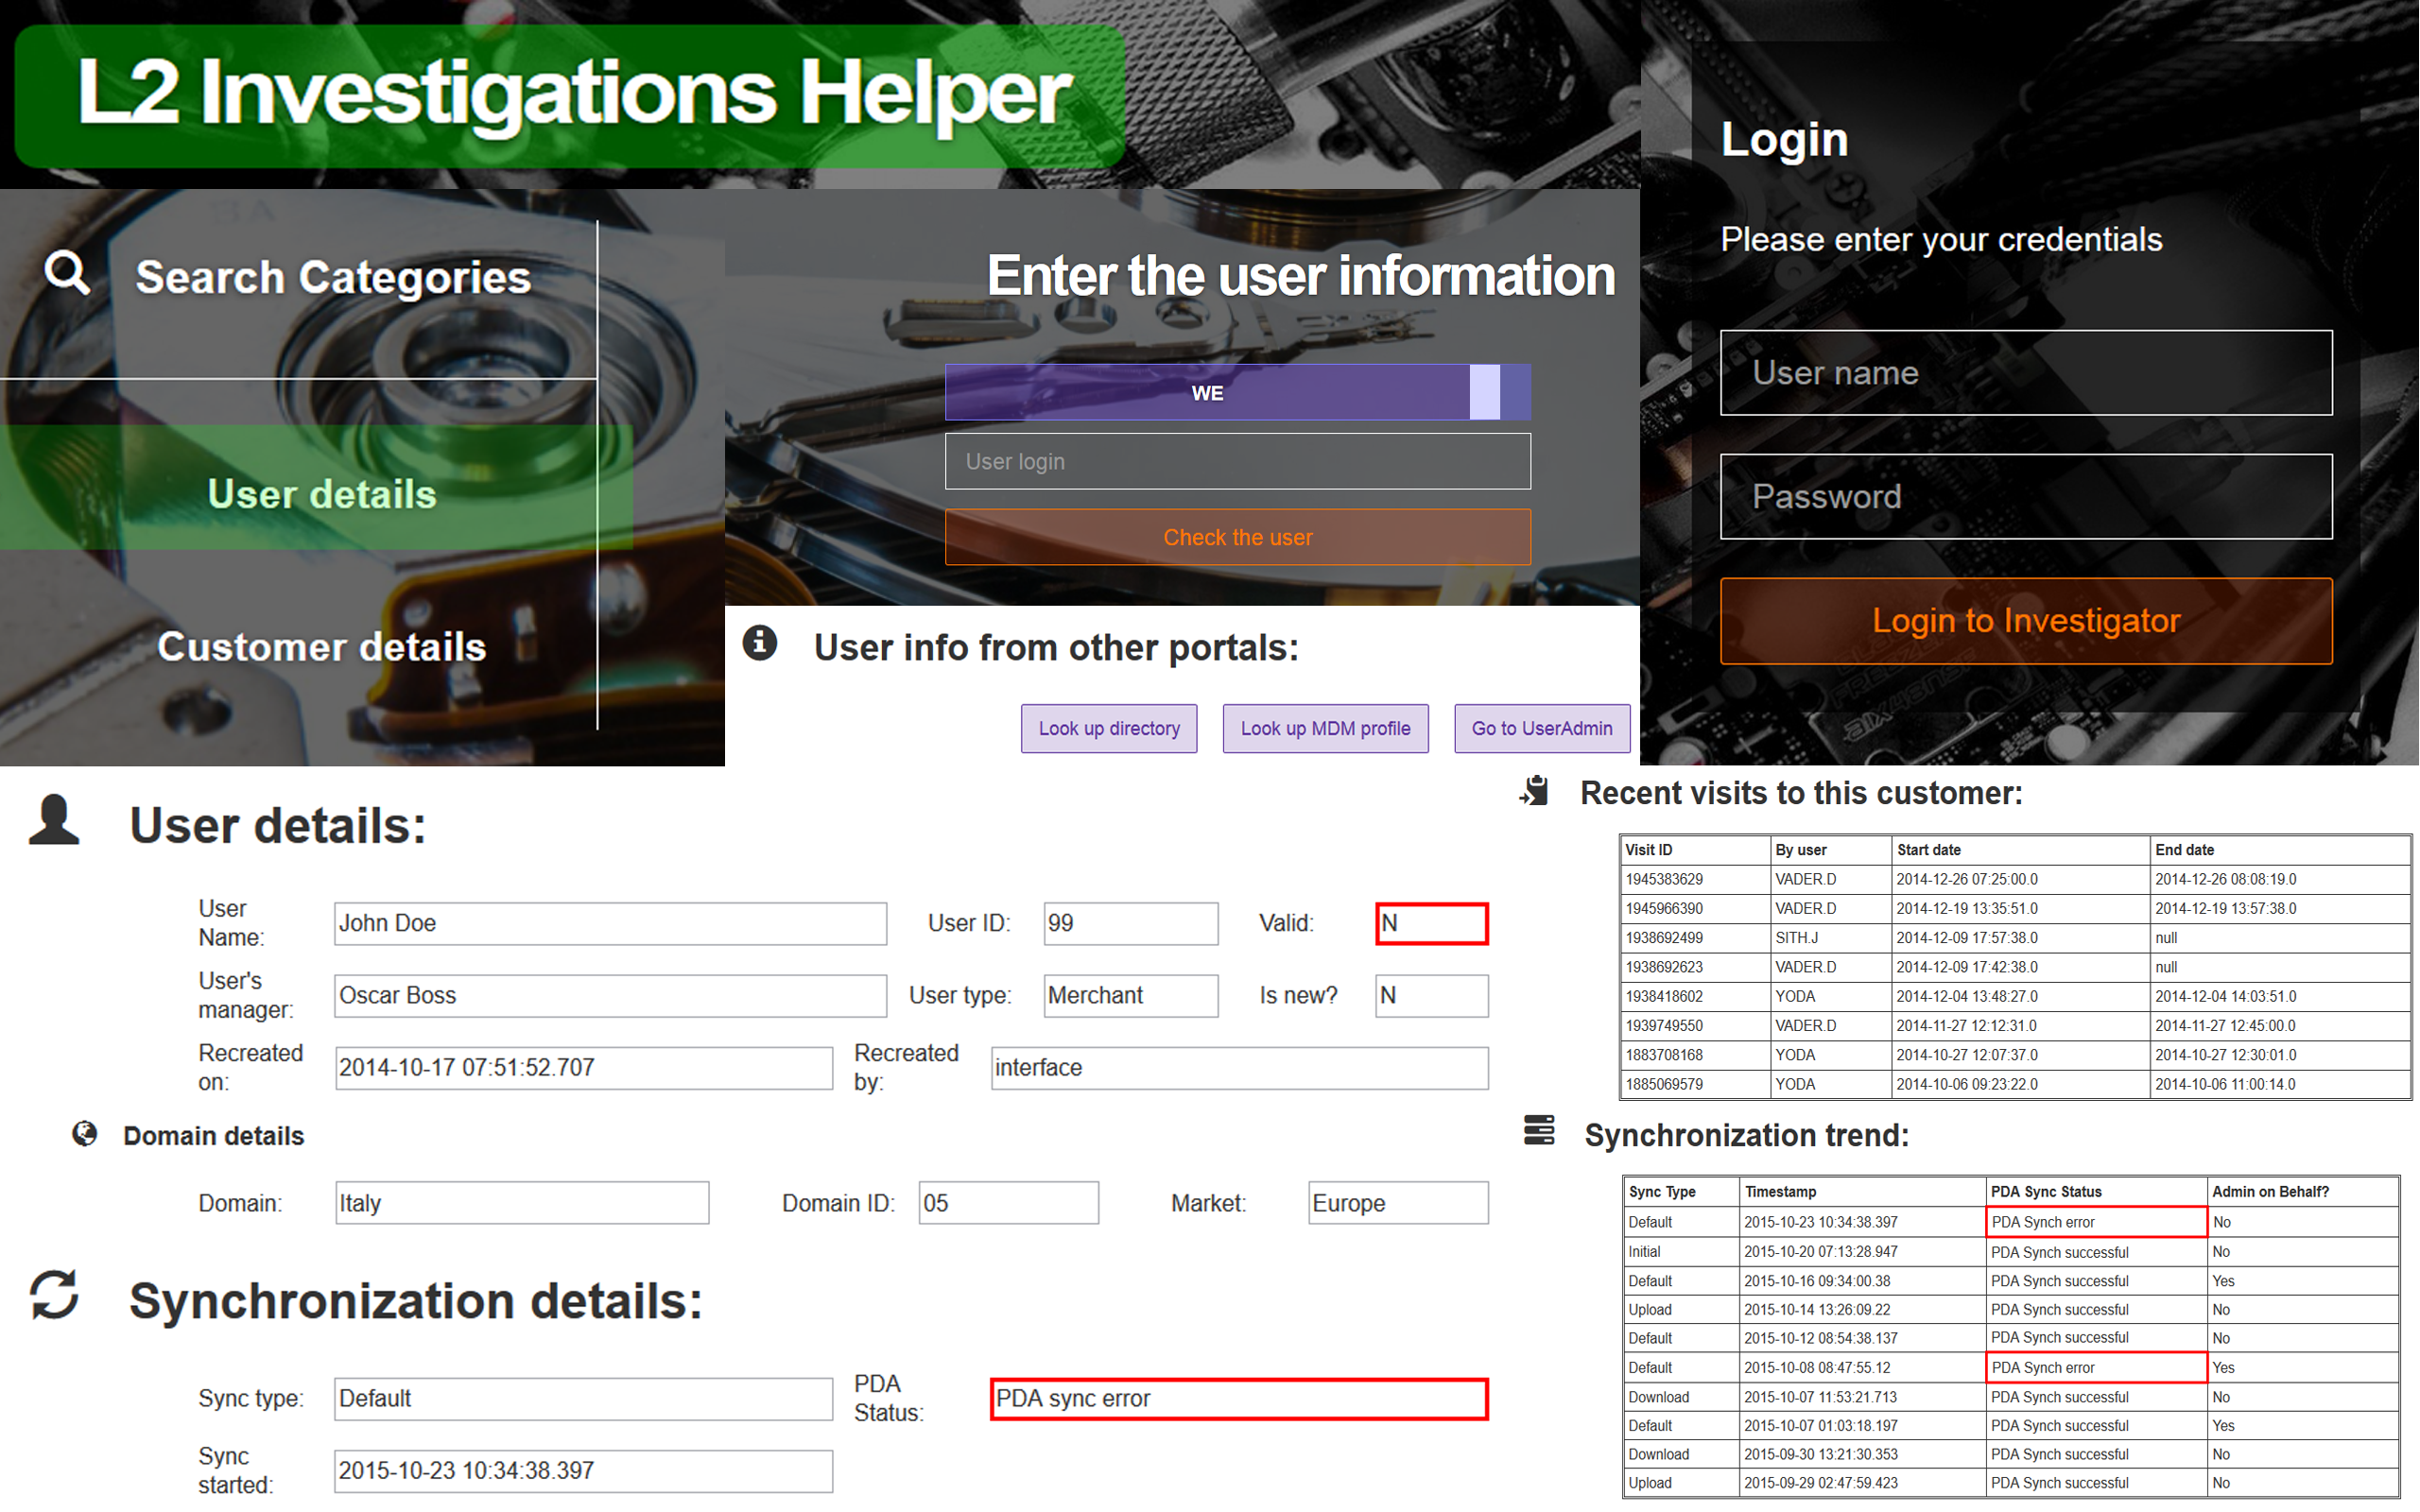 L2 Investigations Helper
Search Categories
User details
Customer details
Enter the user information
WE
User login
Check the user
User info from other portals:
Look up directory
Look up MDM profile
Go to UserAdmin
Login
Please enter your credentials
User name
Password
Login to Investigator
User details:
User Name: John Doe User ID: 99 Valid: N
User's manager: Oscar Boss User type: Merchant Is new? N
Recreated on: 2014-10-17 07:51:52.707 Recreated by: interface
Domain details
Domain: Italy Domain ID: 05 Market: Europe
Synchronization details:
Sync type: Default PDA Status: PDA sync error
Sync started: 2015-10-23 10:34:38.397
Recent visits to this customer:
Visit ID By user Start date End date
1945383629 VADER.D 2014-12-26 07:25:00.0 2014-12-26 08:08:19.0
1945966390 VADER.D 2014-12-19 13:35:51.0 2014-12-19 13:57:38.0
1938692499 SITH.J 2014-12-09 17:57:38.0 null
1938692623 VADER.D 2014-12-09 17:42:38.0 null
1938418602 YODA 2014-12-04 13:48:27.0 2014-12-04 14:03:51.0
1939749550 VADER.D 2014-11-27 12:12:31.0 2014-11-27 12:45:00.0
1883708168 YODA 2014-10-27 12:07:37.0 2014-10-27 12:30:01.0
1885069579 YODA 2014-10-06 09:23:22.0 2014-10-06 11:00:14.0
Synchronization trend:
Sync Type Timestamp PDA Sync Status Admin on Behalf?
Default 2015-10-23 10:34:38.397 PDA Synch error No
Initial 2015-10-20 07:13:28.947 PDA Synch successful No
Default 2015-10-16 09:34:00.38 PDA Synch successful Yes
Upload 2015-10-14 13:26:09.22 PDA Synch successful No
Default 2015-10-12 08:54:38.137 PDA Synch successful No
Default 2015-10-08 08:47:55.12 PDA Synch error Yes
Download 2015-10-07 11:53:21.713 PDA Synch successful No
Default 2015-10-07 01:03:18.197 PDA Synch successful Yes
Download 2015-09-30 13:21:30.353 PDA Synch successful No
Upload 2015-09-29 02:47:59.423 PDA Synch successful No